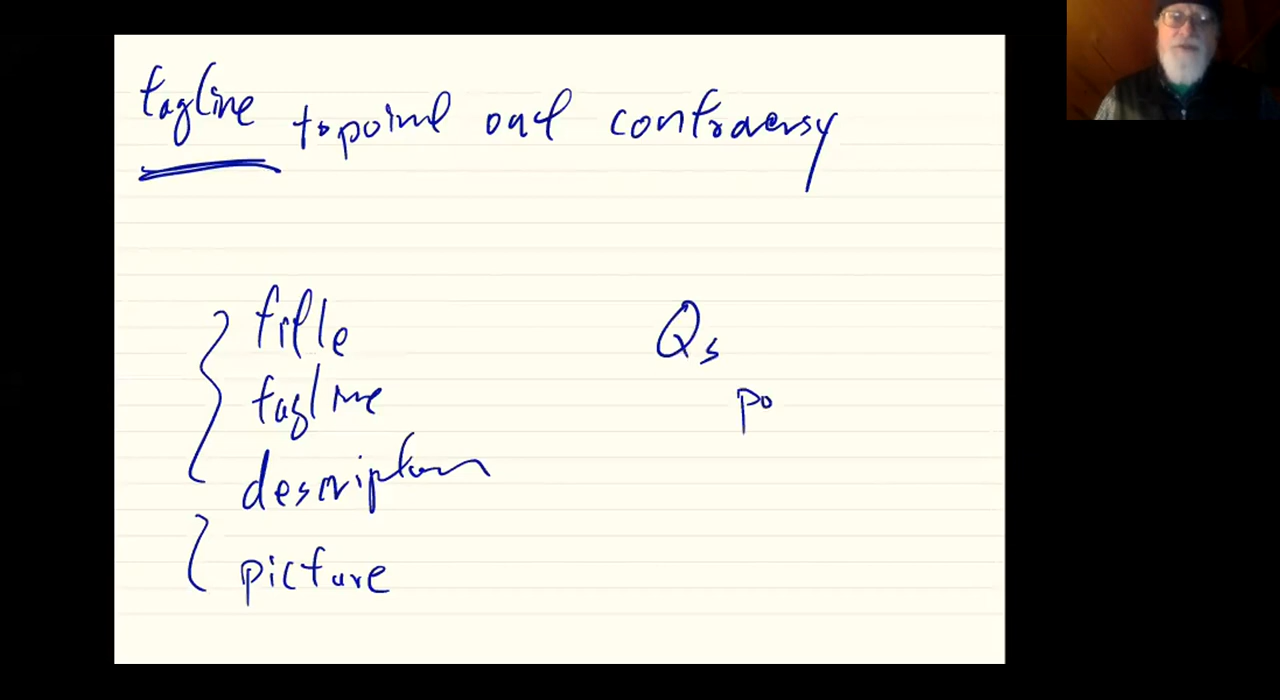 tagline to point out controversy
title
tagline
description
picture
Qs
po